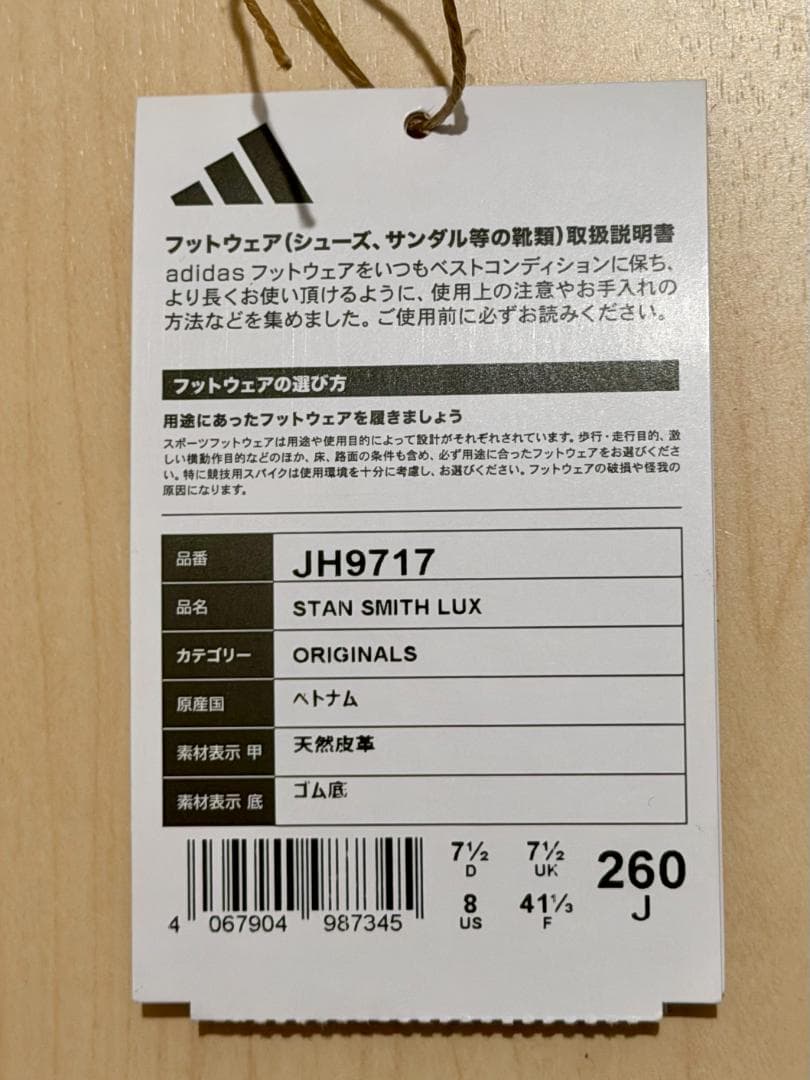 フットウェア(シューズ、サンダル等の靴類)取扱説明書
adidas フットウェアをいつもベストコンディションに保ち、
より長くお使い頂けるように、使用上の注意やお手入れの
方法などを集めました。ご使用前に必ずお読みください。
フットウェアの選び方
用途にあったフットウェアを履きましょう
スポーツフットウェアは用途や使用目的によって設計がそれぞれされています。歩行・走行目的、激
しい横動作目的などのほか、床、路面の条件も含め、必ず用途に合ったフットウェアをお選びくださ
い。特に競技用スパイクは使用環境を十分に考慮し、お選びください。フットウェアの破損や怪我の
原因になります。
品番 JH9717
品名 STAN SMITH LUX
カテゴリー ORIGINALS
原産国 ベトナム
素材表示 甲 天然皮革
素材表示 底 ゴム底
7½ 7½ 260
D UK J
8 41⅓
US F
4 067904 987345